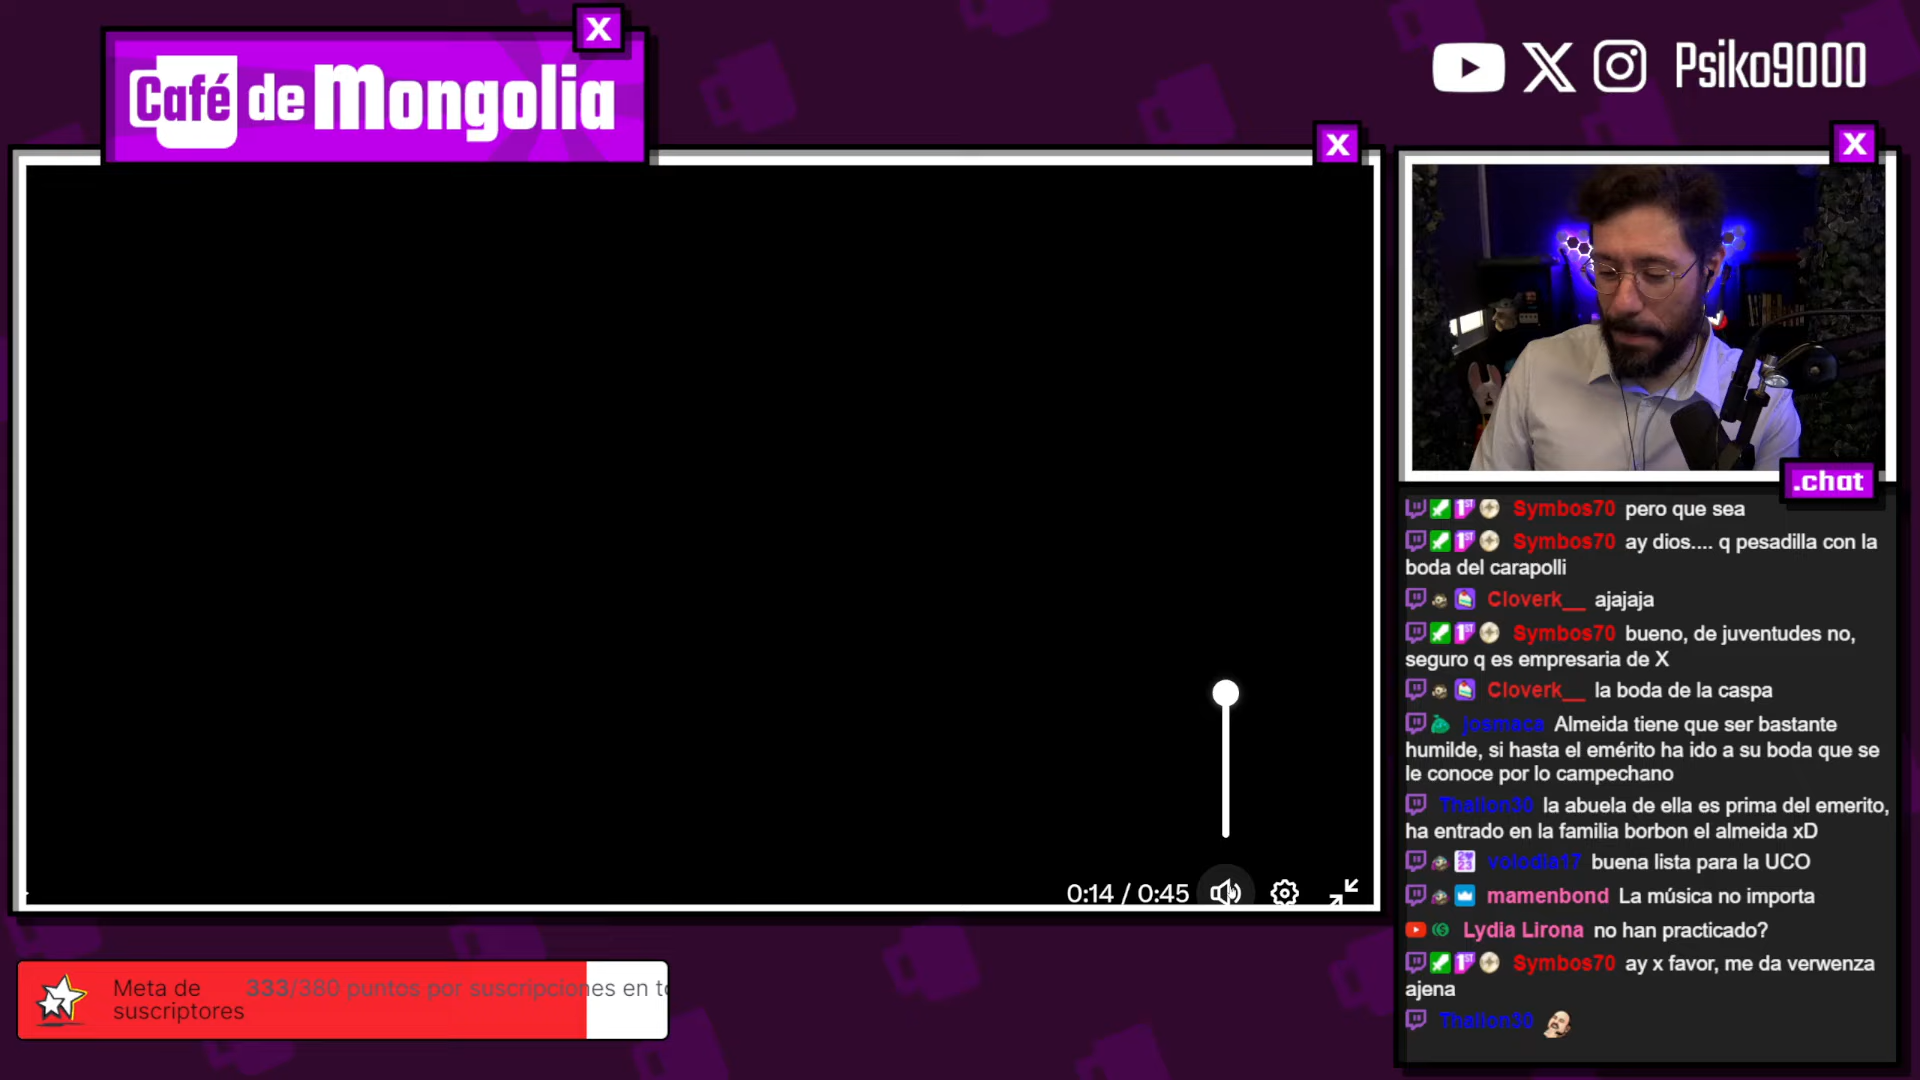 X
Café de Mongolia
Psiko9000
X
X
.chat
Symbos70 pero que sea
Symbos70 ay dios.... q pesadilla con la
boda del carapolli
Cloverk__ ajajaja
Symbos70 bueno, de juventudes no,
seguro q es empresaria de X
Cloverk__ la boda de la caspa
josmaca Almeida tiene que ser bastante
humilde, si hasta el emérito ha ido a su boda que se
le conoce por lo campechano
Thalion30 la abuela de ella es prima del emerito,
ha entrado en la familia borbon el almeida xD
volodia17 buena lista para la UCO
mamenbond La música no importa
Lydia Lirona no han practicado?
Symbos70 ay x favor, me da verwenza
ajena
Thalion30
0:14 / 0:45
Meta de
suscriptores
333/380 puntos por suscripciones en to